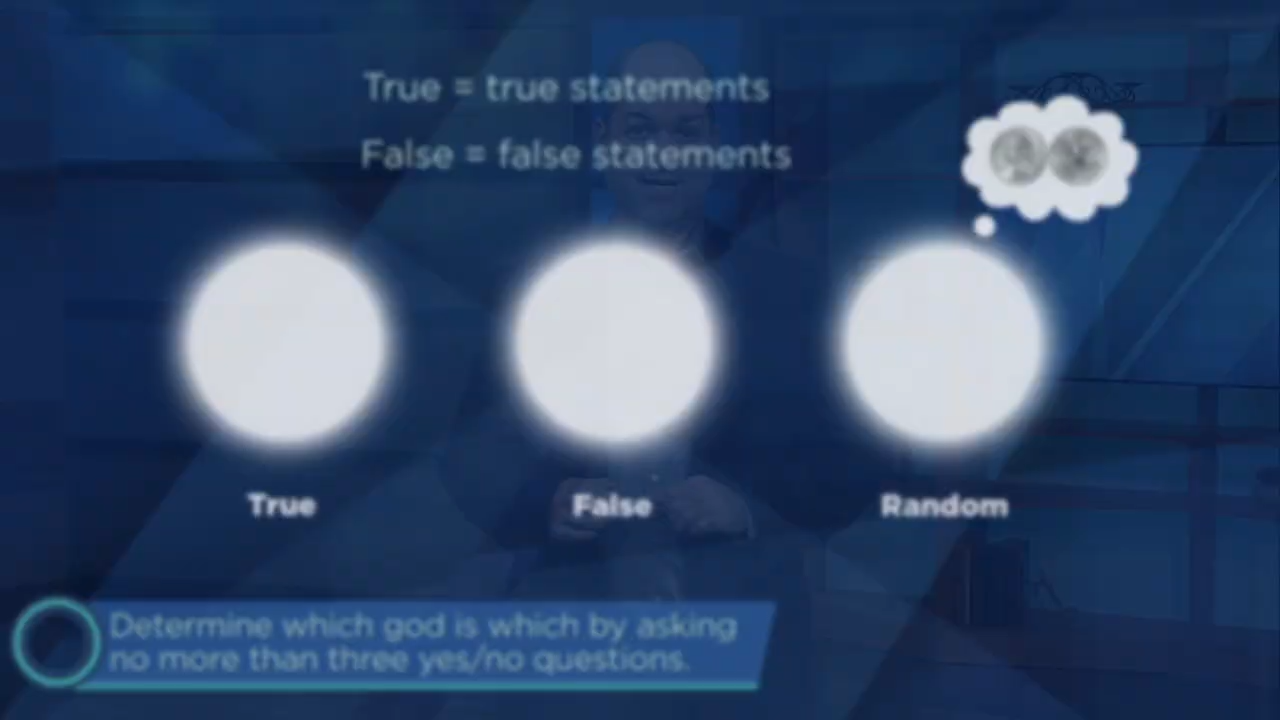 True = true statements
False = false statements
True
False
Random
Determine which god is which by asking
no more than three yes/no questions.